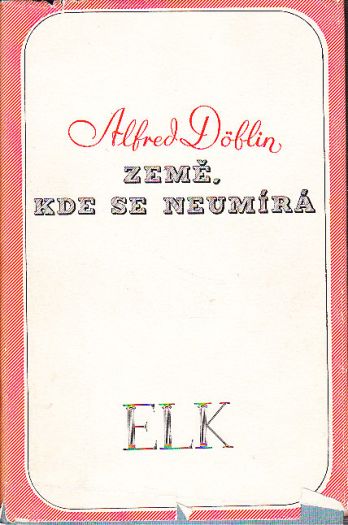 Alfred Döblin
ZEMĚ,
KDE SE NEUMÍRÁ
ELK